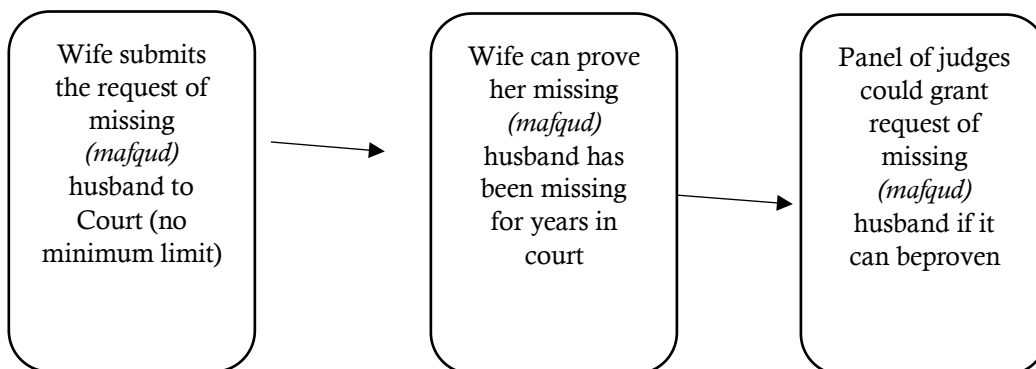 Wife submits
the request of
missing
(mafqud)
husband to
Court (no
minimum limit)
Wife can prove
her missing
(mafqud)
husband has
been missing
for years in
court
Panel of judges
could grant
request of
missing
(mafqud)
husband if it
can beproven